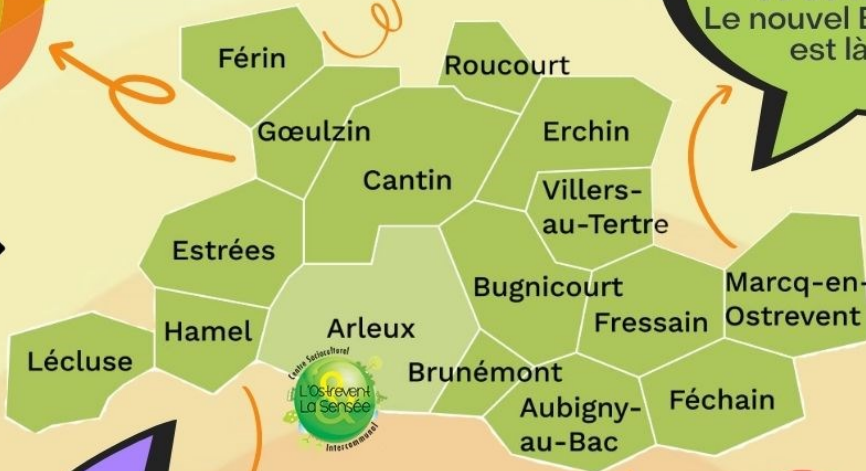 Le nouvel
est là
Férin
Roucourt
Gœulzin
Erchin
Cantin
Villers-
au-Tertre
Estrées
Bugnicourt
Marcq-en-
Ostrevent
Hamel
Arleux
Fressain
Lécluse
Brunémont
Aubigny-
au-Bac
Féchain
Centre Socioculturel
L'Ostrevent
&
La Sensée
Intercommunal